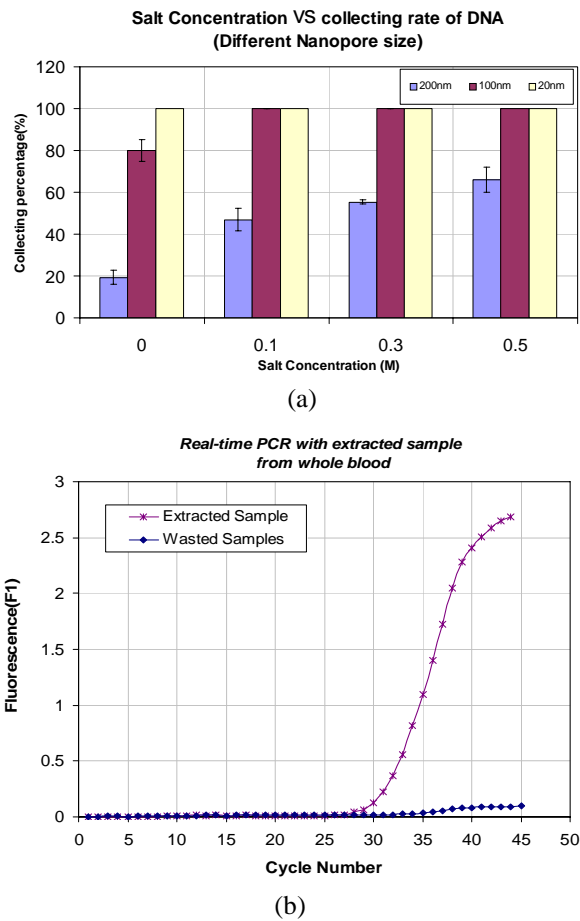 Salt Concentration VS collecting rate of DNA
(Different Nanopore size)
120
100
80
60
40
20
0
Collecting percentage(%)
200nm 100nm 20nm
0 0.1 0.3 0.5
Salt Concentration (M)
(a)
Real-time PCR with extracted sample
from whole blood
3
2.5
2
1.5
1
0.5
0
Fluorescence(F1)
Extracted Sample
Wasted Samples
0 5 10 15 20 25 30 35 40 45 50
Cycle Number
(b)